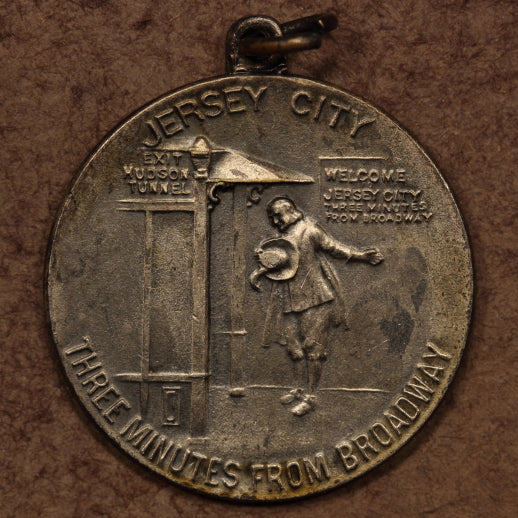 JERSEY CITY
EXIT
HUDSON
TUNNEL
WELCOME
JERSEY CITY
THREE MINUTES
FROM BROADWAY
THREE MINUTES FROM BROADWAY